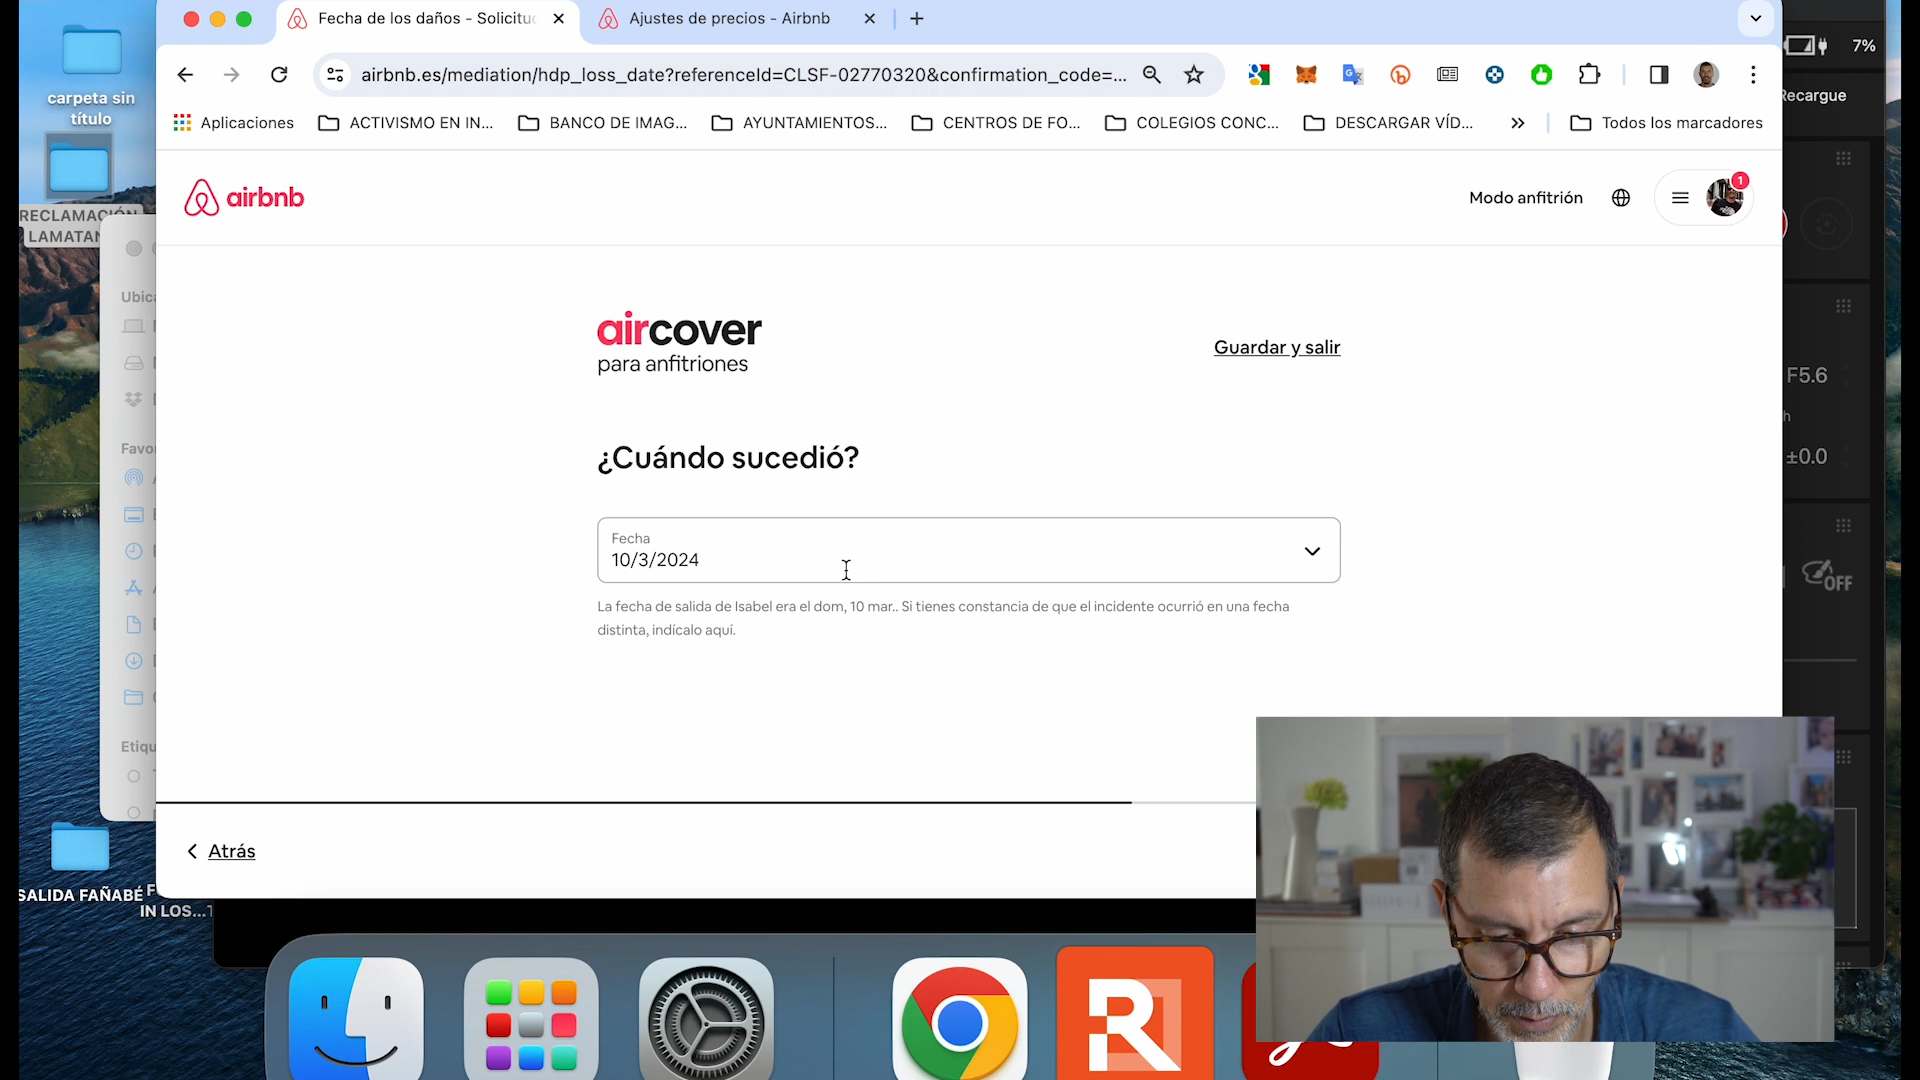 carpeta sin
título
RECLAMACIÓN
LAMATAN
Fecha de los daños - Solicitu
Ajustes de precios - Airbnb
7%
airbnb.es/mediation/hdp_loss_date?referenceId=CLSF-02770320&confirmation_code=...
Recargue
Aplicaciones
ACTIVISMO EN IN...
BANCO DE IMAG...
AYUNTAMIENTOS...
CENTROS DE FO...
COLEGIOS CONC...
DESCARGAR VÍD...
Todos los marcadores
airbnb
Modo anfitrión
1
Ubica
aircover
para anfitriones
Guardar y salir
F5.6
Favor
¿Cuándo sucedió?
±0.0
Fecha
10/3/2024
OFF
La fecha de salida de Isabel era el dom, 10 mar.. Si tienes constancia de que el incidente ocurrió en una fecha
distinta, indícalo aquí.
Etiqu
Atrás
SALIDA FAÑABÉ
IN LOS...T
R